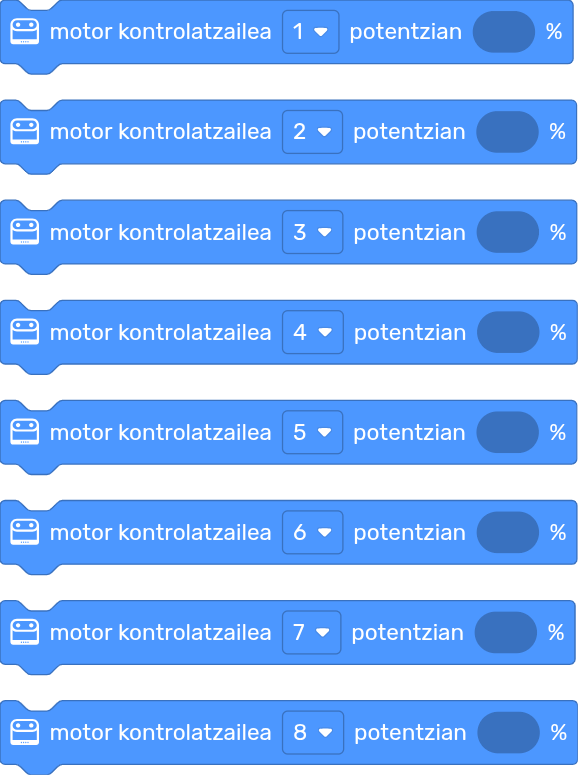 motor kontrolatzailea 1 potentzian %
motor kontrolatzailea 2 potentzian %
motor kontrolatzailea 3 potentzian %
motor kontrolatzailea 4 potentzian %
motor kontrolatzailea 5 potentzian %
motor kontrolatzailea 6 potentzian %
motor kontrolatzailea 7 potentzian %
motor kontrolatzailea 8 potentzian %